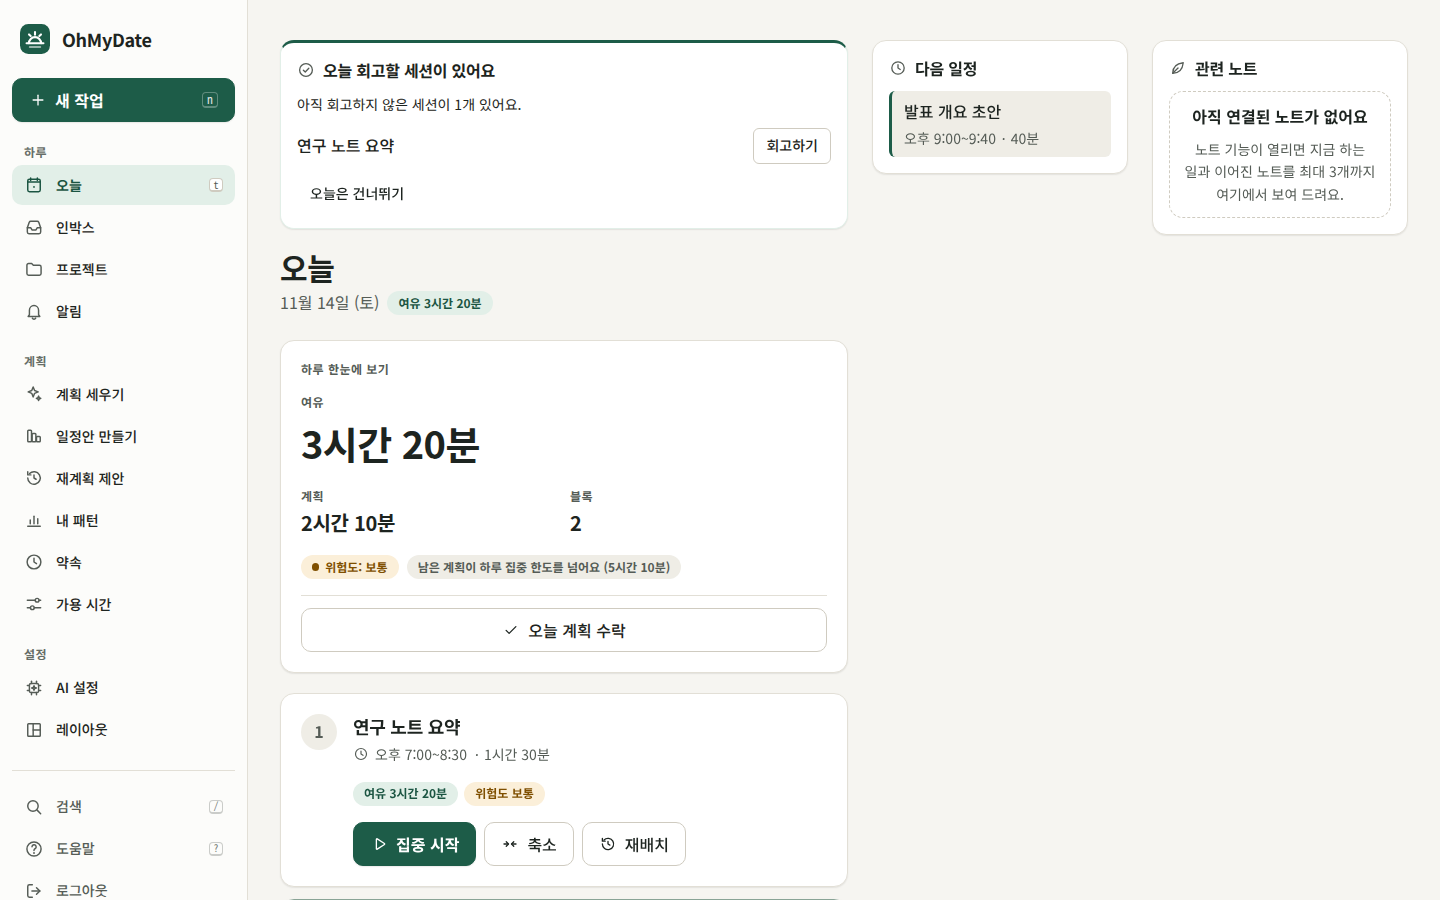 OhMyDate
새 작업
n
하루
오늘
t
인박스
프로젝트
알림
계획
계획 세우기
일정안 만들기
재계획 제안
내 패턴
약속
가용 시간
설정
AI 설정
레이아웃
검색
/
도움말
?
로그아웃
오늘 회고할 세션이 있어요
아직 회고하지 않은 세션이 1개 있어요.
연구 노트 요약
회고하기
오늘은 건너뛰기
오늘
11월 14일 (토)
여유 3시간 20분
하루 한눈에 보기
여유
3시간 20분
계획
블록
2시간 10분
2
위험도: 보통
남은 계획이 하루 집중 한도를 넘어요 (5시간 10분)
오늘 계획 수락
1
연구 노트 요약
오후 7:00~8:30 · 1시간 30분
여유 3시간 20분
위험도 보통
집중 시작
축소
재배치
다음 일정
발표 개요 초안
오후 9:00~9:40 · 40분
관련 노트
아직 연결된 노트가 없어요
노트 기능이 열리면 지금 하는
일과 이어진 노트를 최대 3개까지
여기에서 보여 드려요.